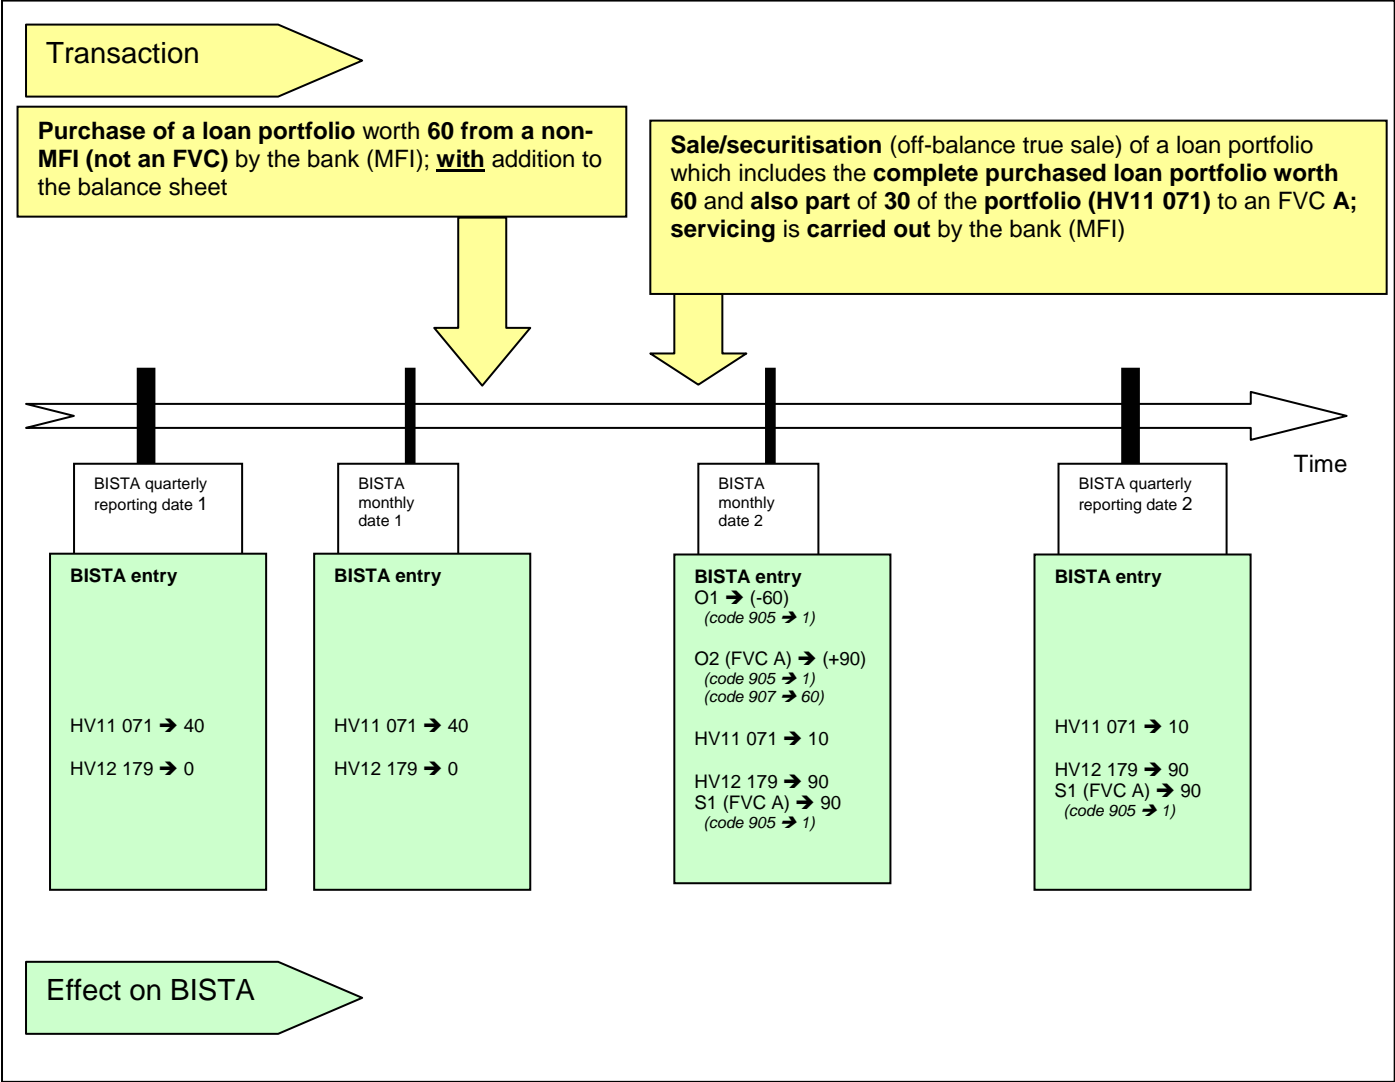 Transaction
Purchase of a loan portfolio worth 60 from a non-
MFI (not an FVC) by the bank (MFI); with addition to
the balance sheet
Sale/securitisation (off-balance true sale) of a loan portfolio
which includes the complete purchased loan portfolio worth
60 and also part of 30 of the portfolio (HV11 071) to an FVC A;
servicing is carried out by the bank (MFI)
Time
BISTA quarterly
reporting date 1
BISTA
monthly
date 1
BISTA
monthly
date 2
BISTA quarterly
reporting date 2
BISTA entry
HV11 071 ➔ 40
HV12 179 ➔ 0
BISTA entry
HV11 071 ➔ 40
HV12 179 ➔ 0
BISTA entry
O1 ➔ (-60)
(code 905 ➔ 1)
O2 (FVC A) ➔ (+90)
(code 905 ➔ 1)
(code 907 ➔ 60)
HV11 071 ➔ 10
HV12 179 ➔ 90
S1 (FVC A) ➔ 90
(code 905 ➔ 1)
BISTA entry
HV11 071 ➔ 10
HV12 179 ➔ 90
S1 (FVC A) ➔ 90
(code 905 ➔ 1)
Effect on BISTA